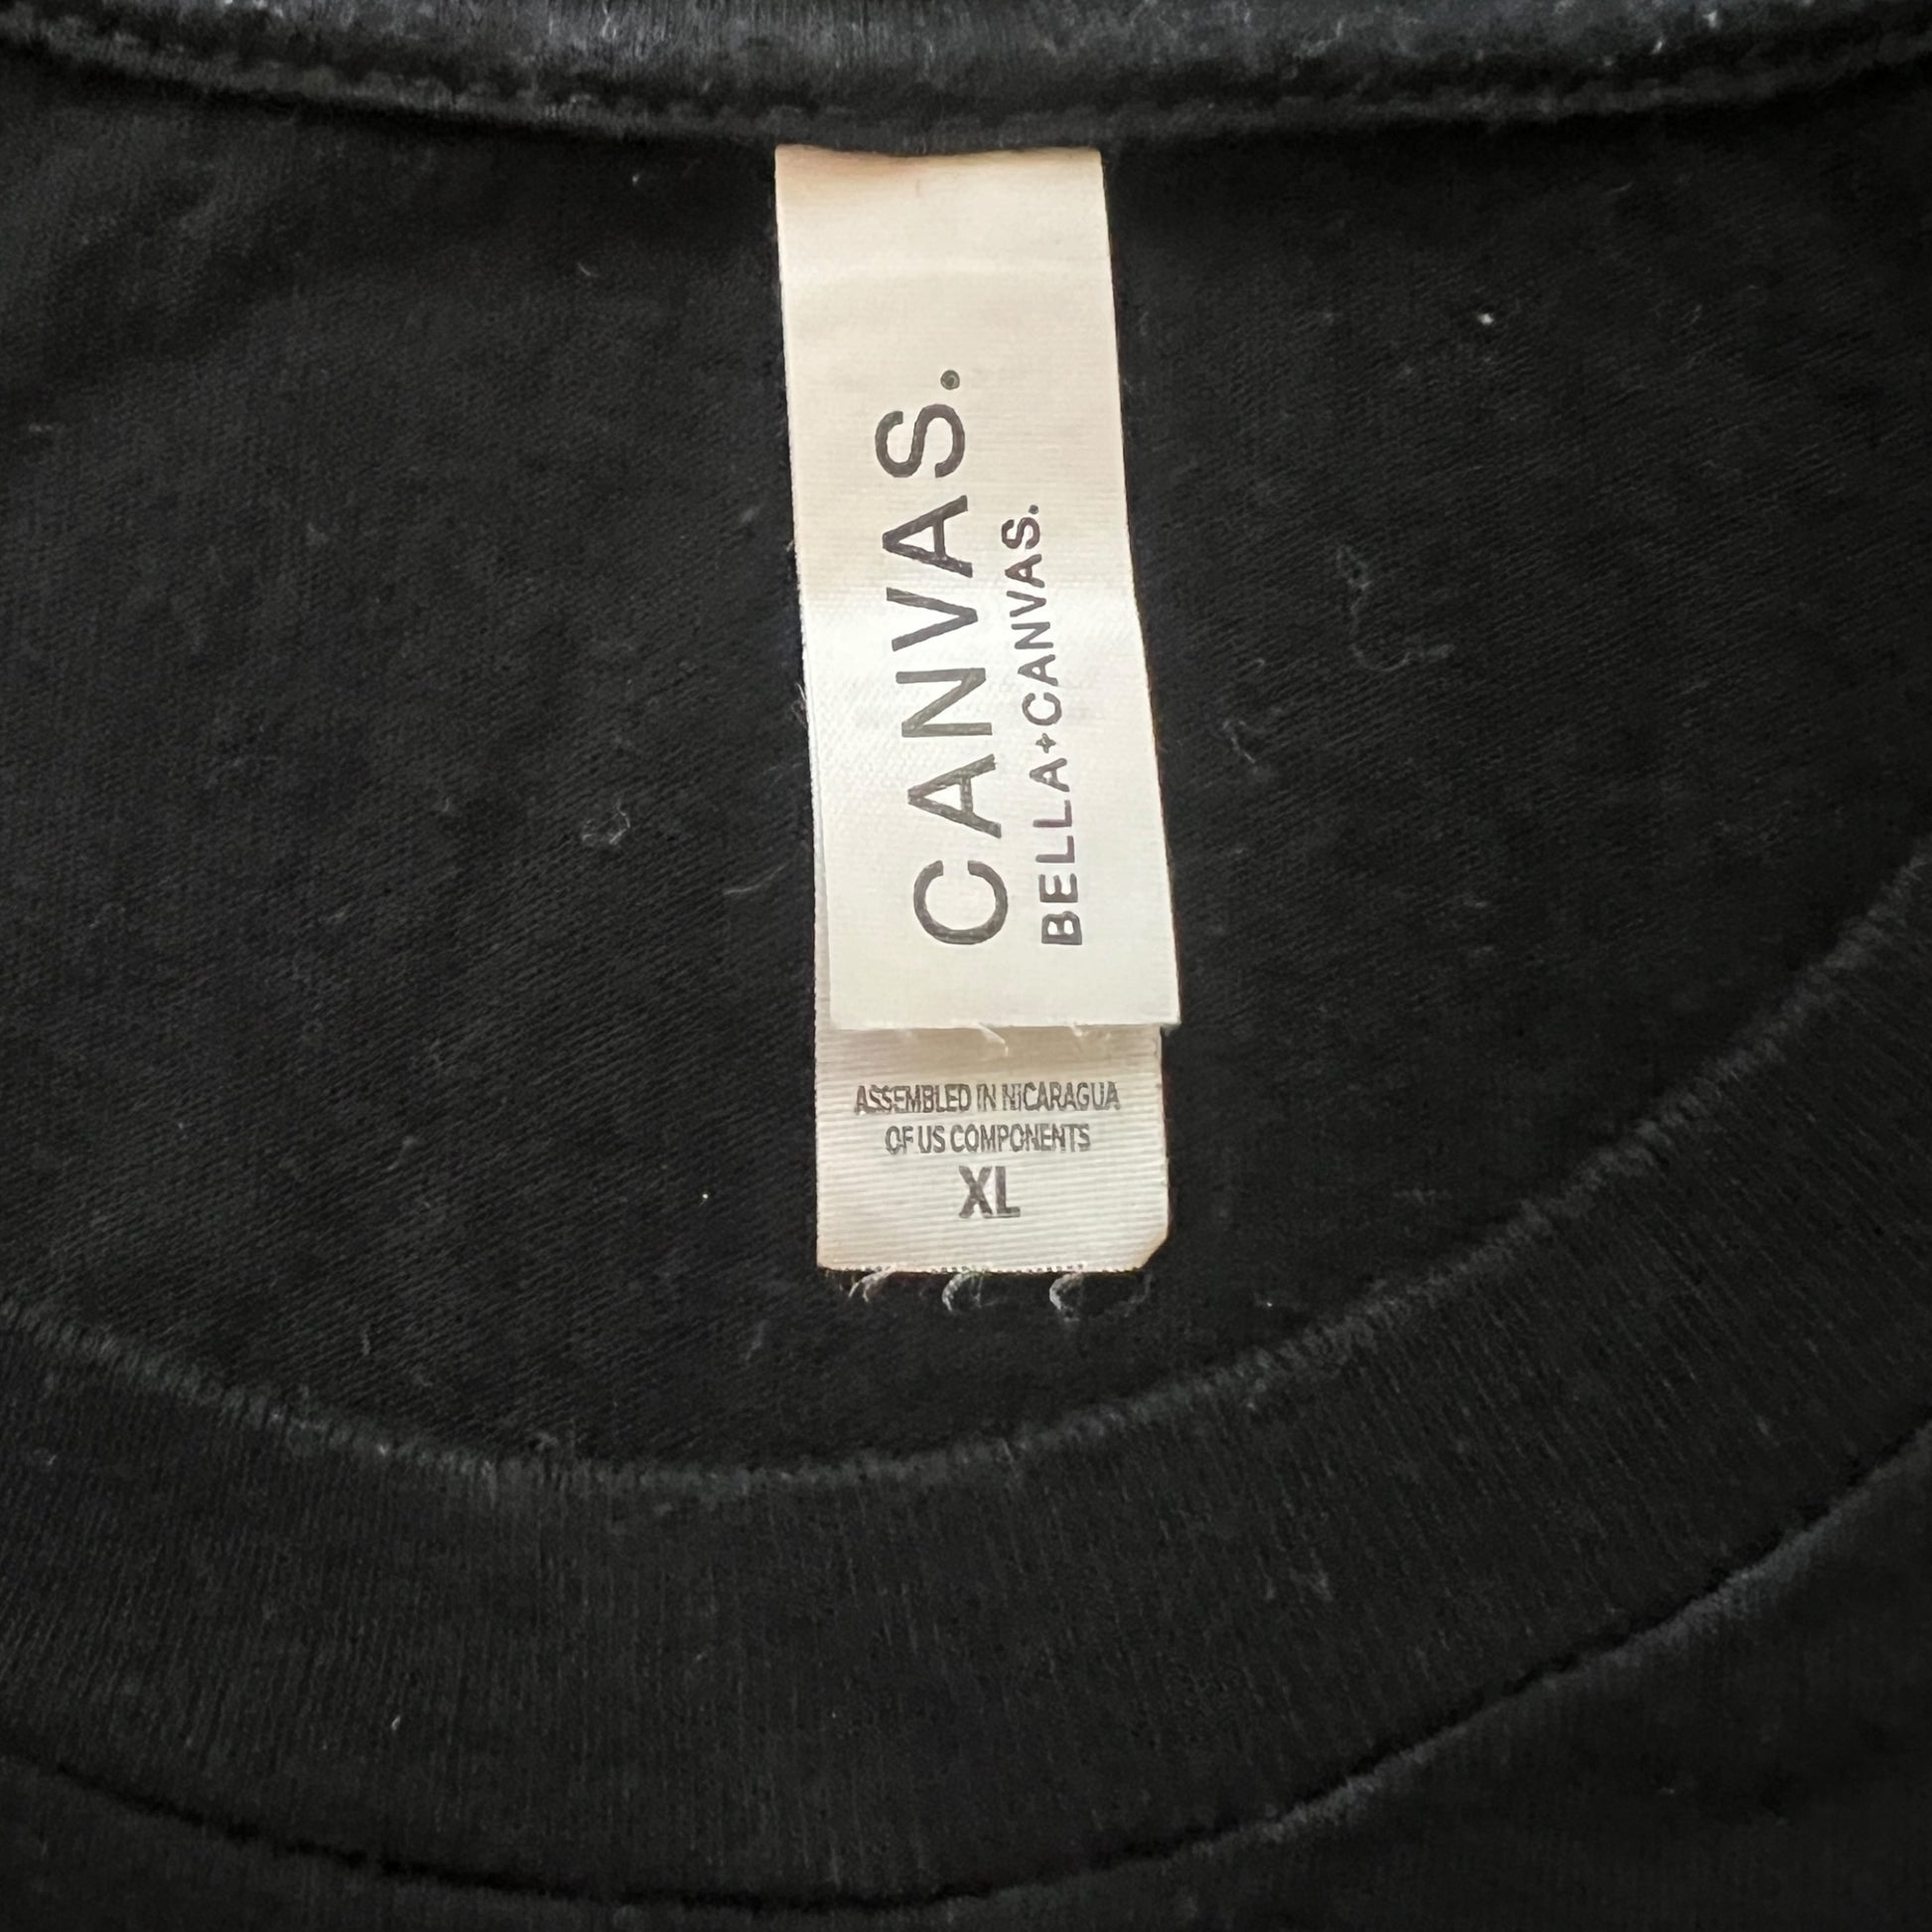 CANVAS.
BELLA+CANVAS.
ASSEMBLED IN NICARAGUA
OF US COMPONENTS
XL